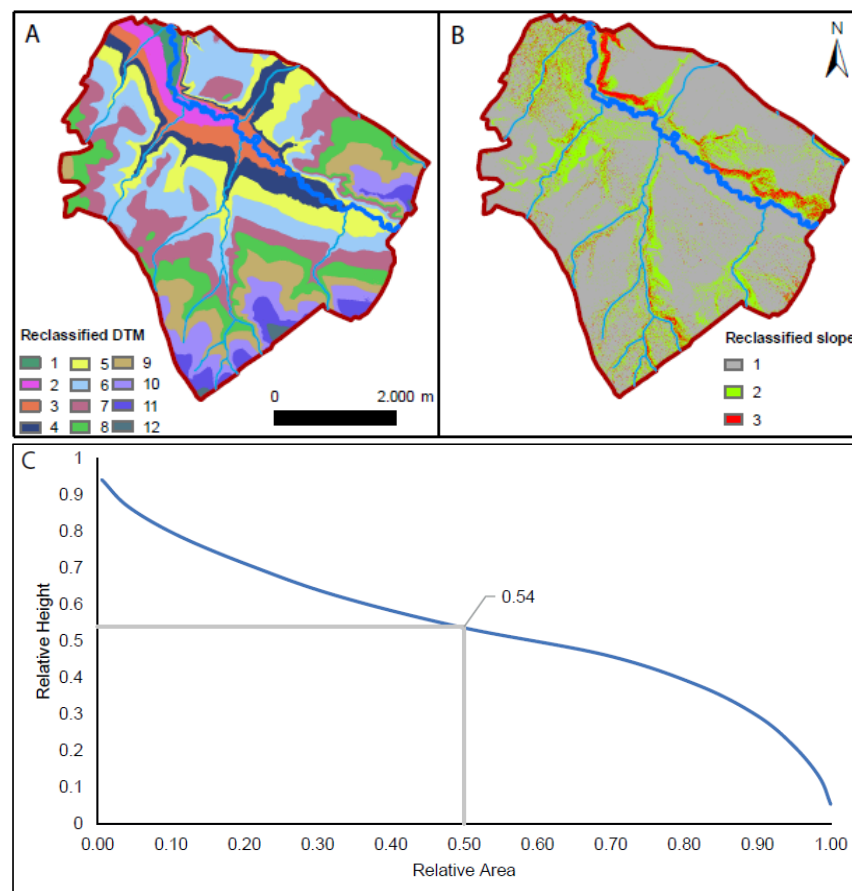 A
Reclassified DTM
1 5 9
2 6 10
3 7 11
4 8 12
0 2.000 m
B
N
Reclassified slope
1
2
3
C
1
0.9
0.8
0.7
0.6
0.5
0.4
0.3
0.2
0.1
0
Relative Height
0.54
0.00 0.10 0.20 0.30 0.40 0.50 0.60 0.70 0.80 0.90 1.00
Relative Area